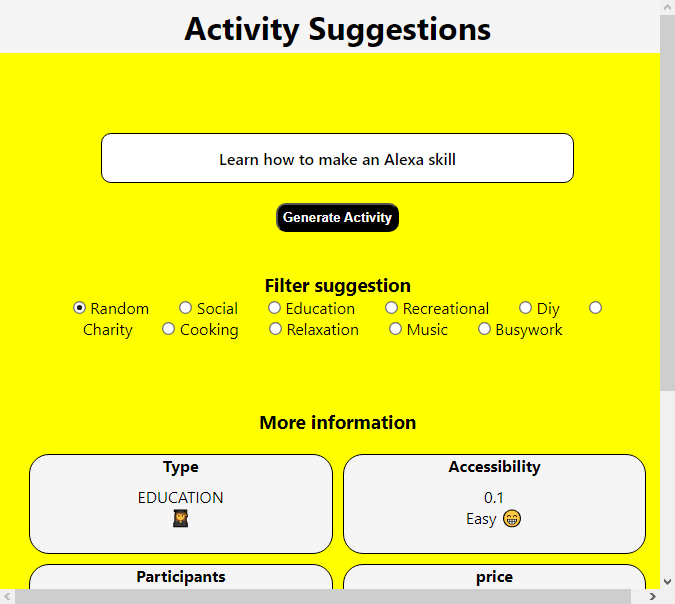 Activity Suggestions
Learn how to make an Alexa skill
Generate Activity
Filter suggestion
Random Social Education Recreational Diy
Charity Cooking Relaxation Music Busywork
More information
Type
EDUCATION
Accessibility
0.1
Easy 😁
Participants
price